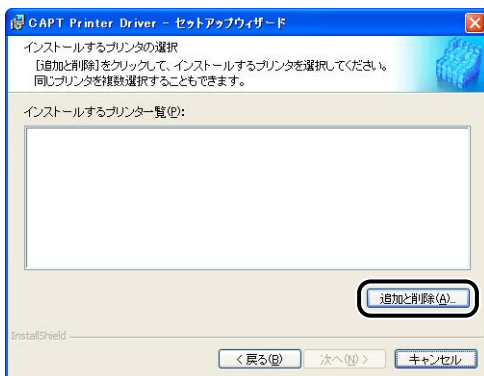 CAPT Printer Driver - セットアップウィザード
インストールするプリンタの選択
[追加と削除]をクリックして、インストールするプリンタを選択してください。
同じプリンタを複数選択することもできます。
インストールするプリンター覧(P):
追加と削除(A)...
InstallShield
< 戻る(B)
次へ(N) >
キャンセル